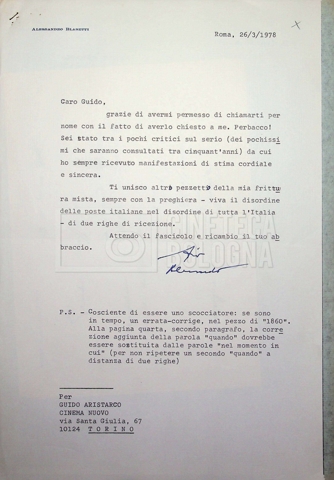 ALESSANDRO BLASETTI
Roma, 26/3/1978
Caro Guido,
grazie di avermi permesso di chiamarti per
nome con il fatto di averlo chiesto a me. Perbacco!
Sei stato tra i pochi critici sul serio (dei pochissi
mi che saranno consultati tra cinquant'anni) da cui
ho sempre ricevuto manifestazioni di stima cordiale
e sincera.
Ti unisco altro pezzetto della mia frittu
ra mista, sempre con la preghiera - viva il disordine
delle poste italiane nel disordine di tutta l'Italia
- di due righe di ricezione.
Attendo il fascicolo e ricambio il tuo ab
braccio.
CINETECA
BOLOGNA
P.S. - Cosciente di essere uno scocciatore: se sono
in tempo, un errata-corrige, nel pezzo di "1860".
Alla pagina quarta, secondo paragrafo, la corre
zione aggiunta della parola "quando" dovrebbe
essere sostituita dalle parole "nel momento in
cui" (per non ripetere un secondo "quando" a
distanza di due righe)
Per
GUIDO ARISTARCO
CINEMA NUOVO
via Santa Giulia, 67
10124 TORINO